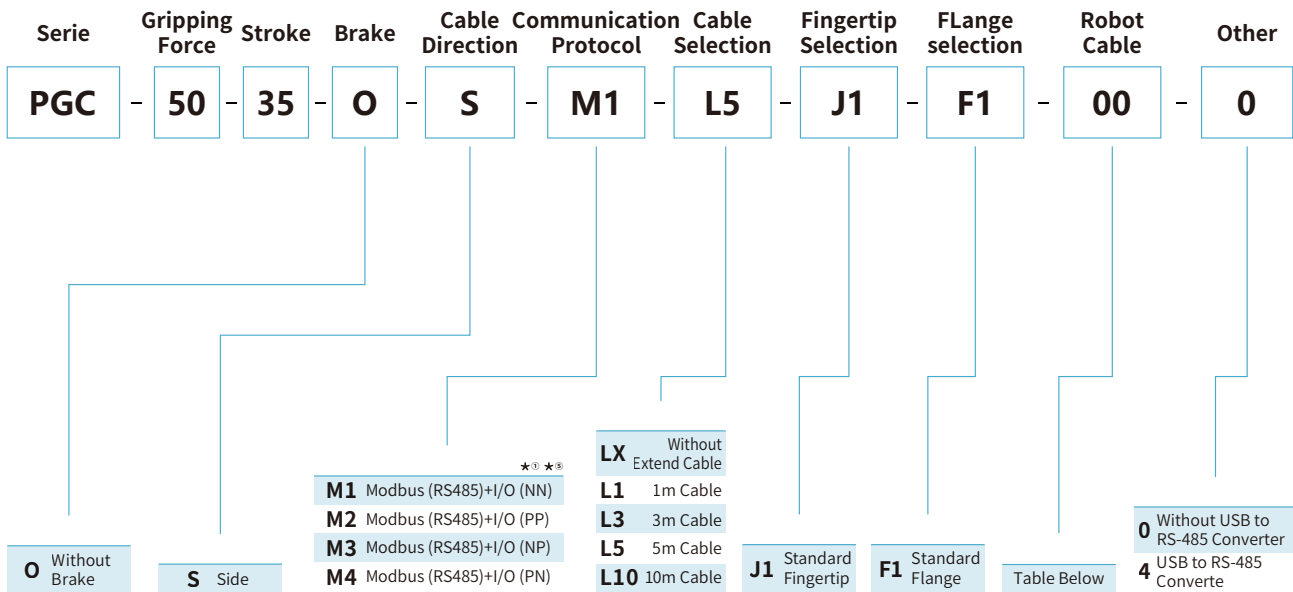 Serie
Gripping
Force
Stroke
Brake
Cable
Direction
Communication
Protocol
Cable
Selection
Fingertip
Selection
FLange
selection
Robot
Cable
Other
PGC - 50 - 35 - O - S - M1 - L5 - J1 - F1 - 00 - 0
O Without
Brake
S Side
★① ★⑤
M1 Modbus (RS485)+I/O (NN)
M2 Modbus (RS485)+I/O (PP)
M3 Modbus (RS485)+I/O (NP)
M4 Modbus (RS485)+I/O (PN)
LX Without
Extend Cable
L1 1m Cable
L3 3m Cable
L5 5m Cable
L10 10m Cable
J1 Standard
Fingertip
F1 Standard
Flange
Table Below
0 Without USB to
RS-485 Converter
4 USB to RS-485
Converte